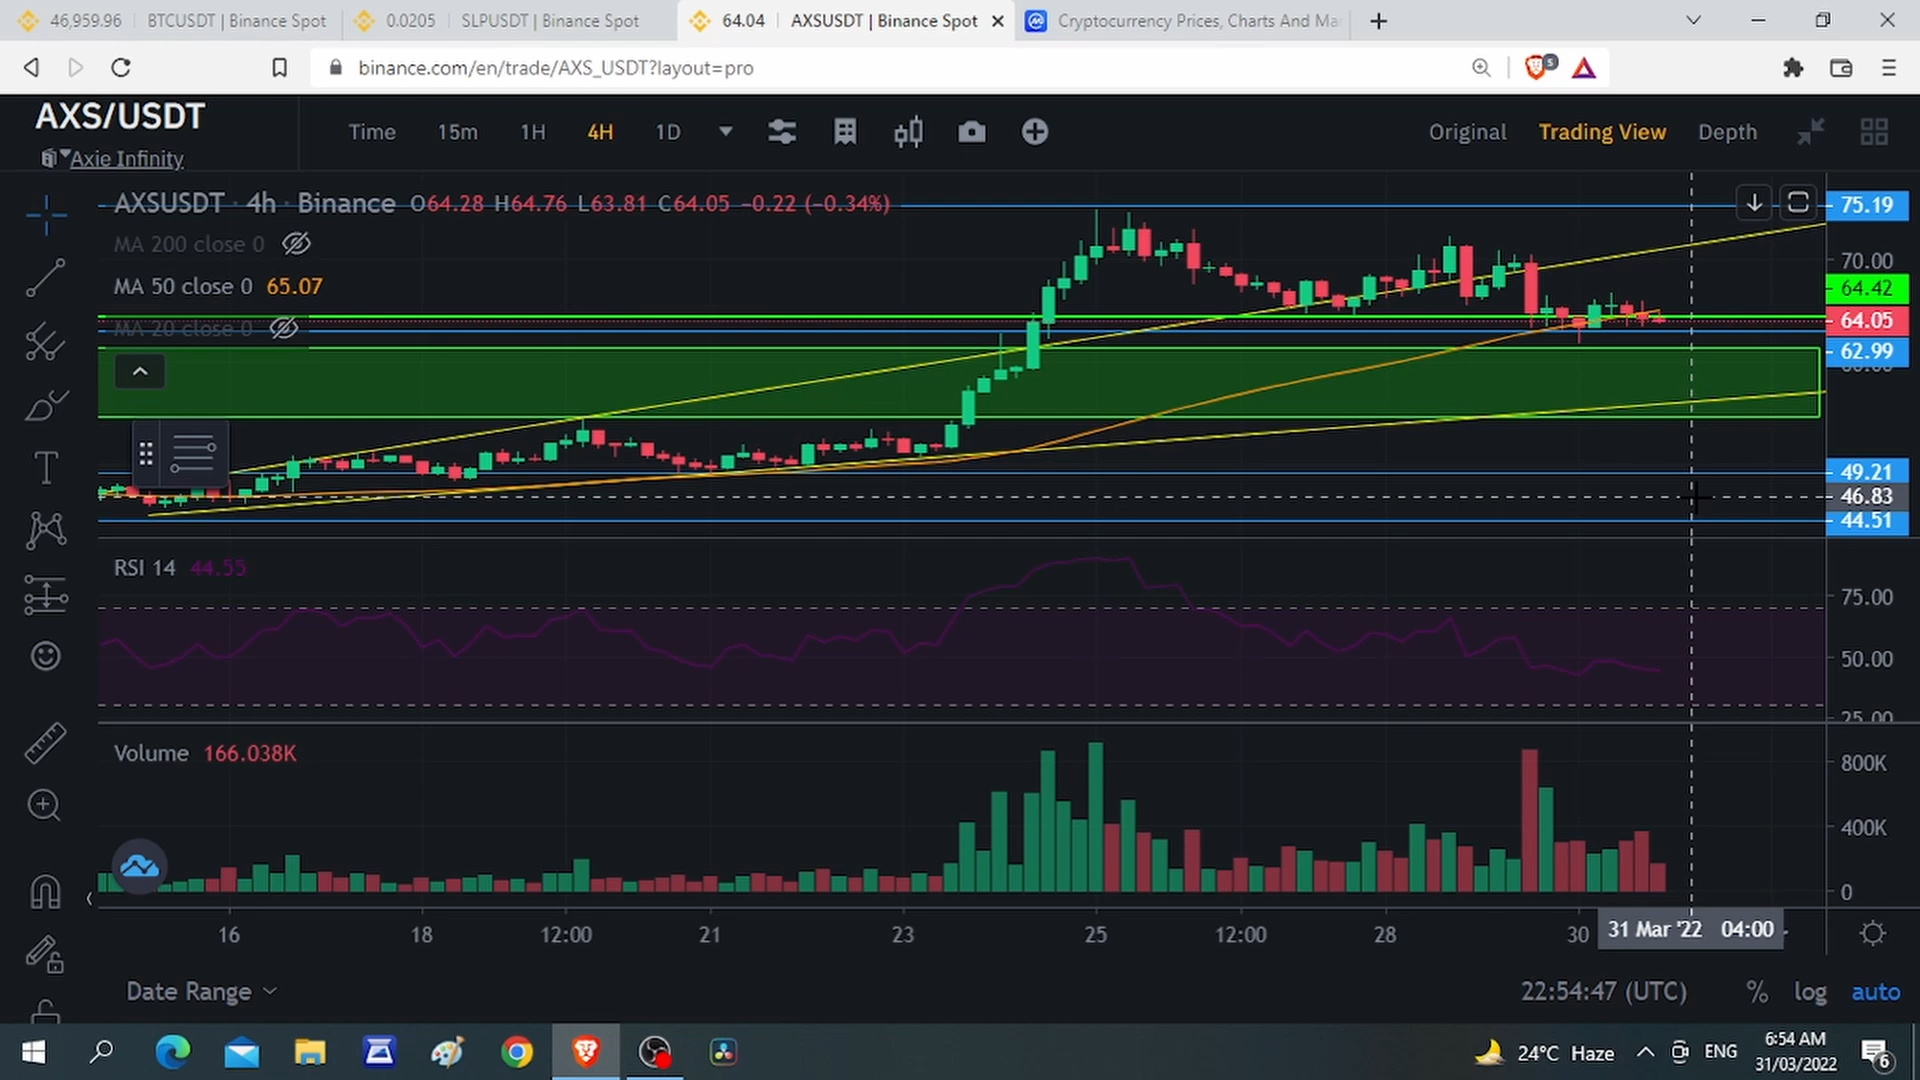 46,959.96 BTCUSDT | Binance Spot 0.0205 SLPUSDT | Binance Spot 64.04 AXSUSDT | Binance Spot Cryptocurrency Prices, Charts And Ma
binance.com/en/trade/AXS_USDT?layout=pro 5
AXS/USDT
Axie Infinity
Time 15m 1H 4H 1D Original Trading View Depth
AXSUSDT · 4h · Binance O64.28 H64.76 L63.81 C64.05 −0.22 (−0.34%)
MA 200 close 0
MA 50 close 0 65.07
MA 20 close 0
75.19
70.00
64.42
64.05
62.99
60.00
49.21
46.83
44.51
RSI 14 44.55
75.00
50.00
25.00
Volume 166.038K
800K
400K
0
16 18 12:00 21 23 25 12:00 28 30 31 Mar '22 04:00
Date Range 22:54:47 (UTC) % log auto
24°C Haze ENG 6:54 AM
31/03/2022 6